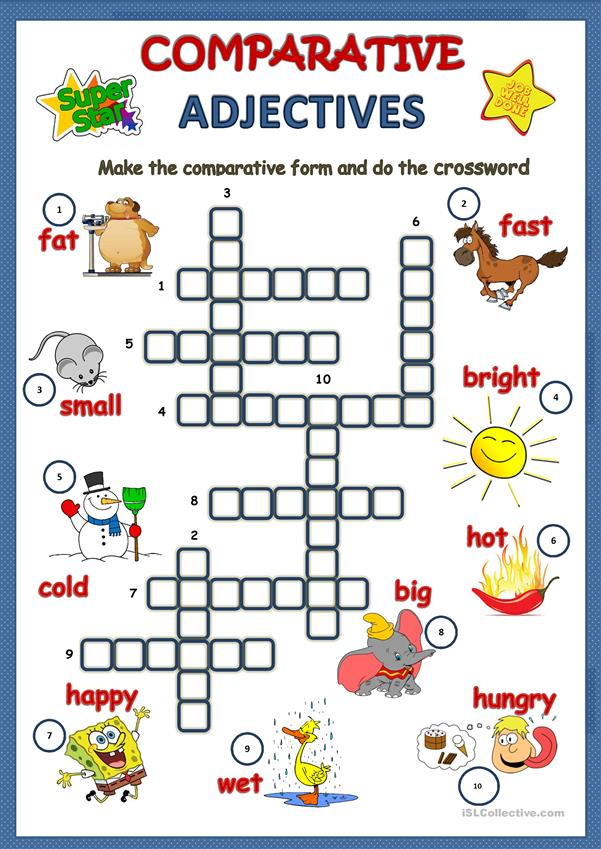 COMPARATIVE
ADJECTIVES
Super
Star
JOB
WELL
DONE
Make the comparative form and do the crossword
1
fat
3
2
fast
6
1
5
10
3
small
bright
4
4
5
8
2
hot
6
cold
7
big
8
9
happy
7
9
wet
hungry
10
iSLCollective.com